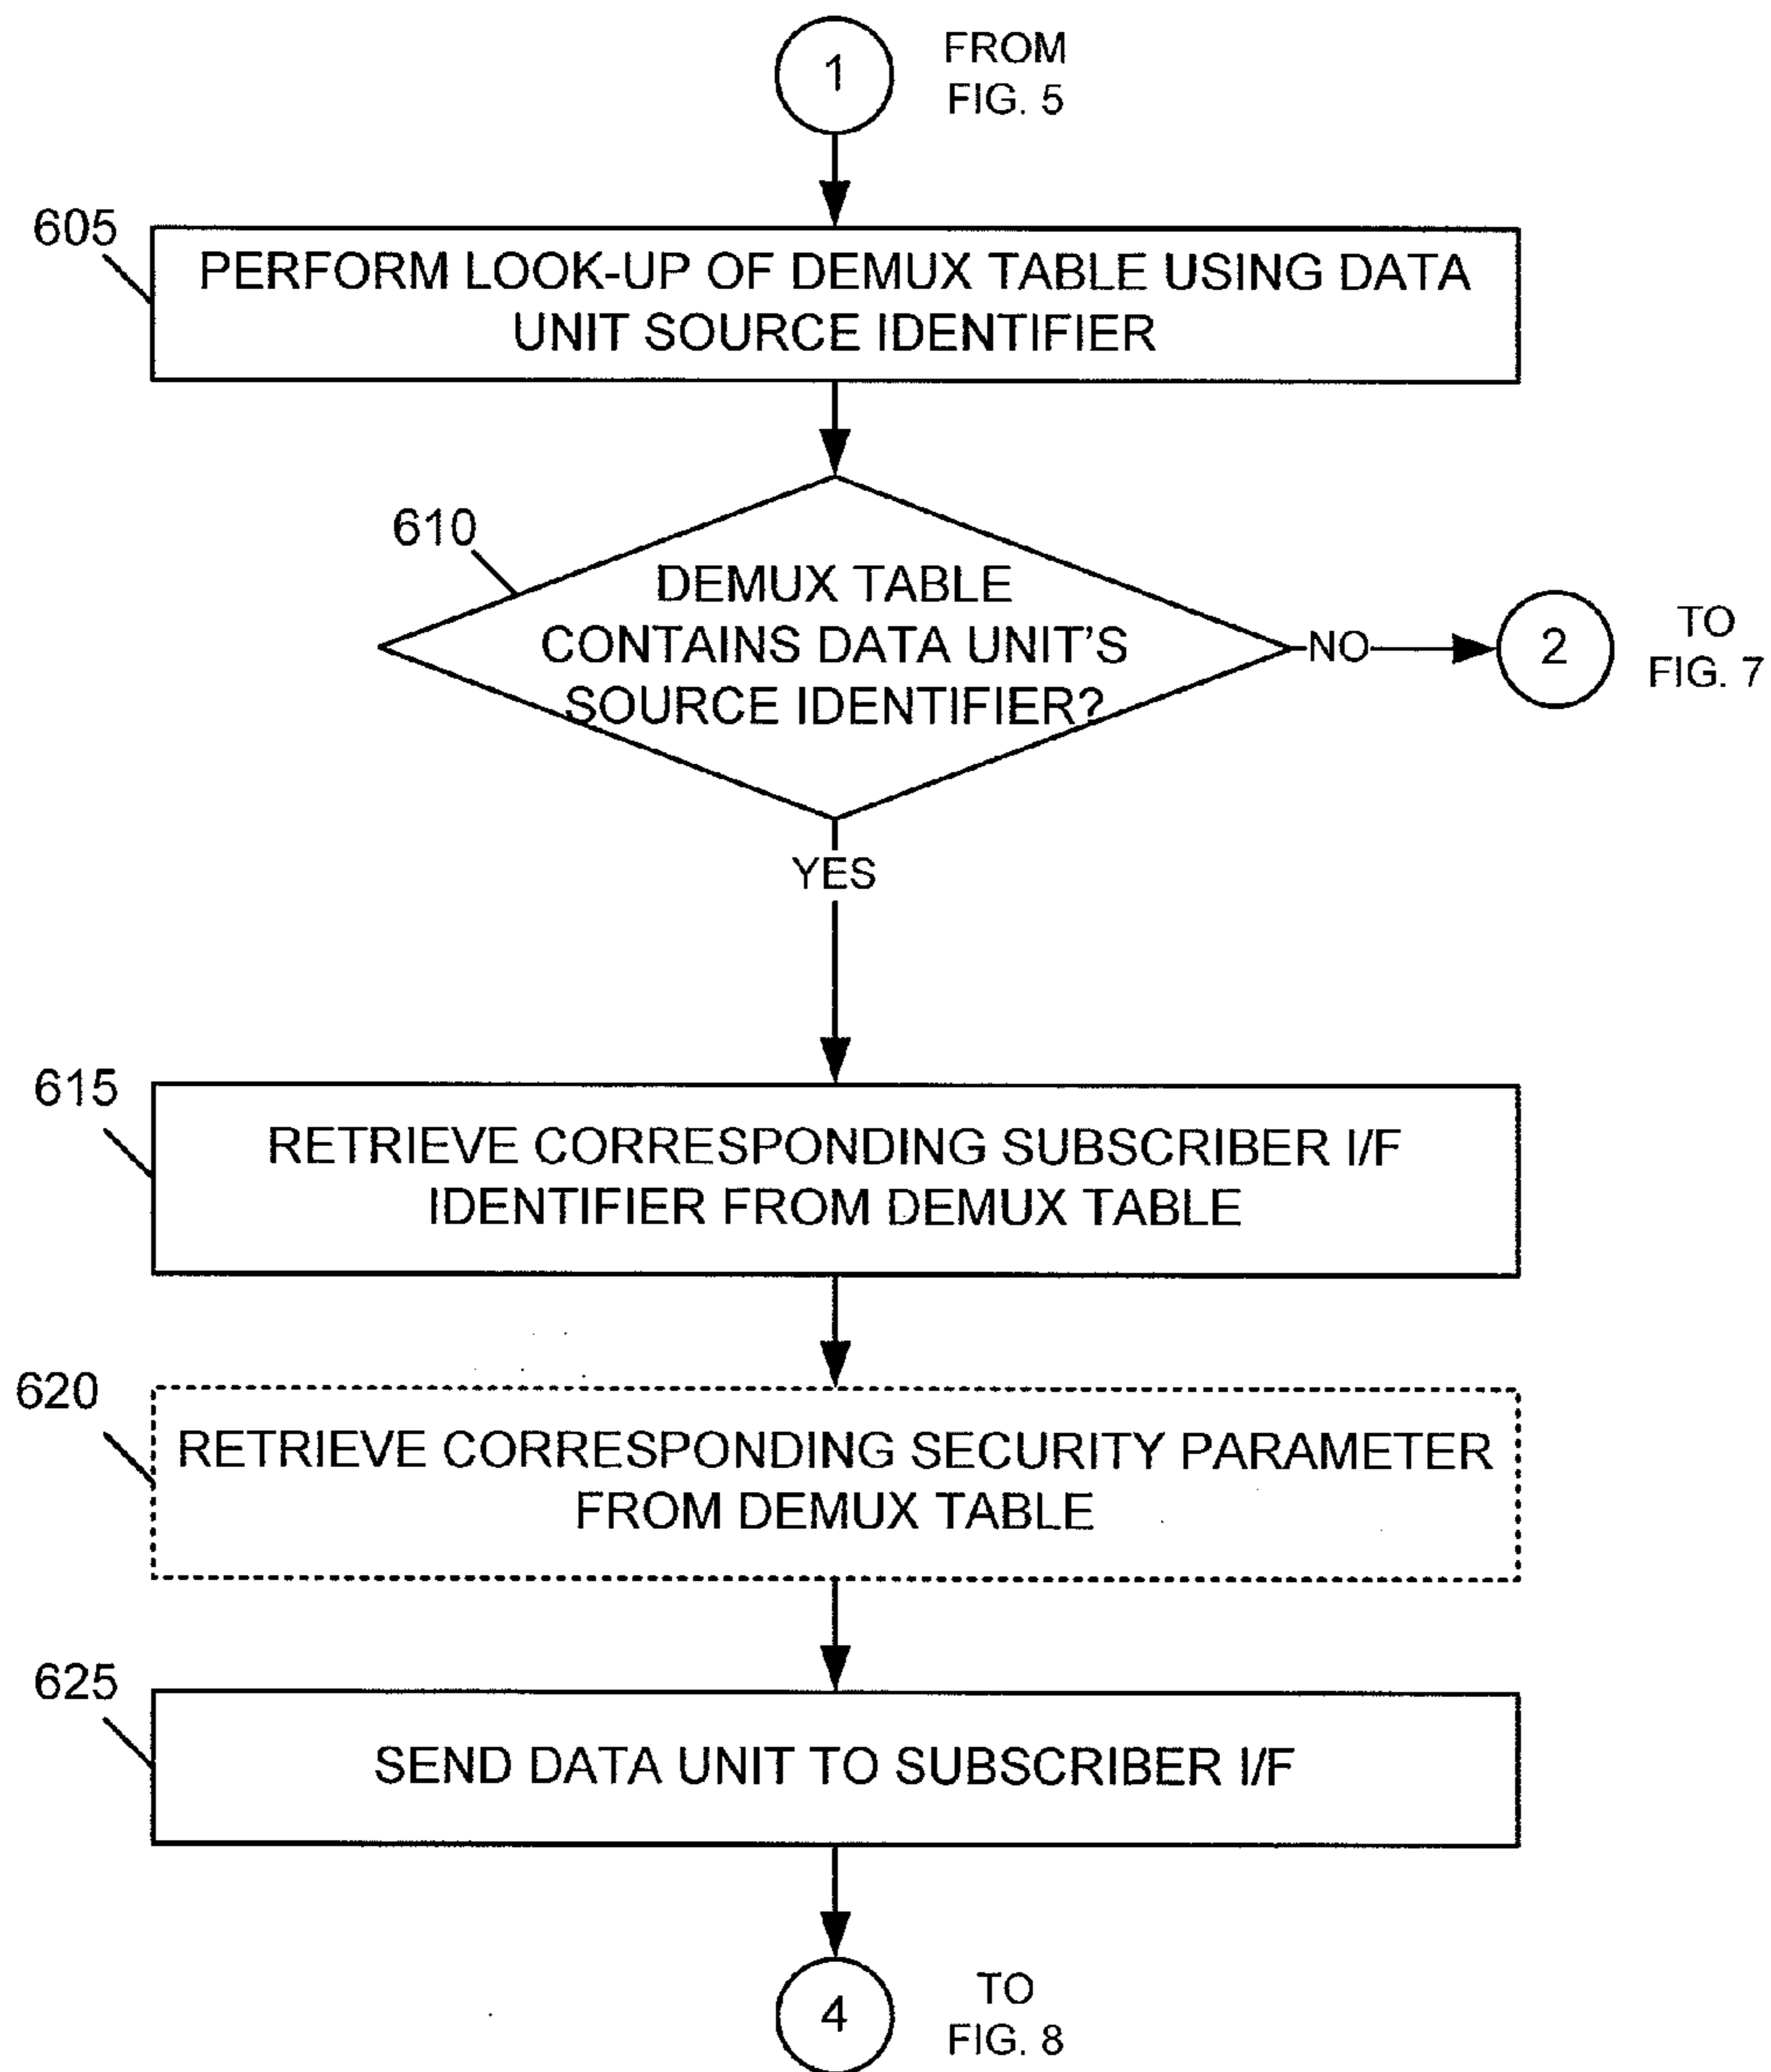 1
FROM
FIG. 5
605
PERFORM LOOK-UP OF DEMUX TABLE USING DATA
UNIT SOURCE IDENTIFIER
610
DEMUX TABLE
CONTAINS DATA UNIT'S
SOURCE IDENTIFIER?
NO
2
TO
FIG. 7
YES
615
RETRIEVE CORRESPONDING SUBSCRIBER I/F
IDENTIFIER FROM DEMUX TABLE
620
RETRIEVE CORRESPONDING SECURITY PARAMETER
FROM DEMUX TABLE
625
SEND DATA UNIT TO SUBSCRIBER I/F
4
TO
FIG. 8